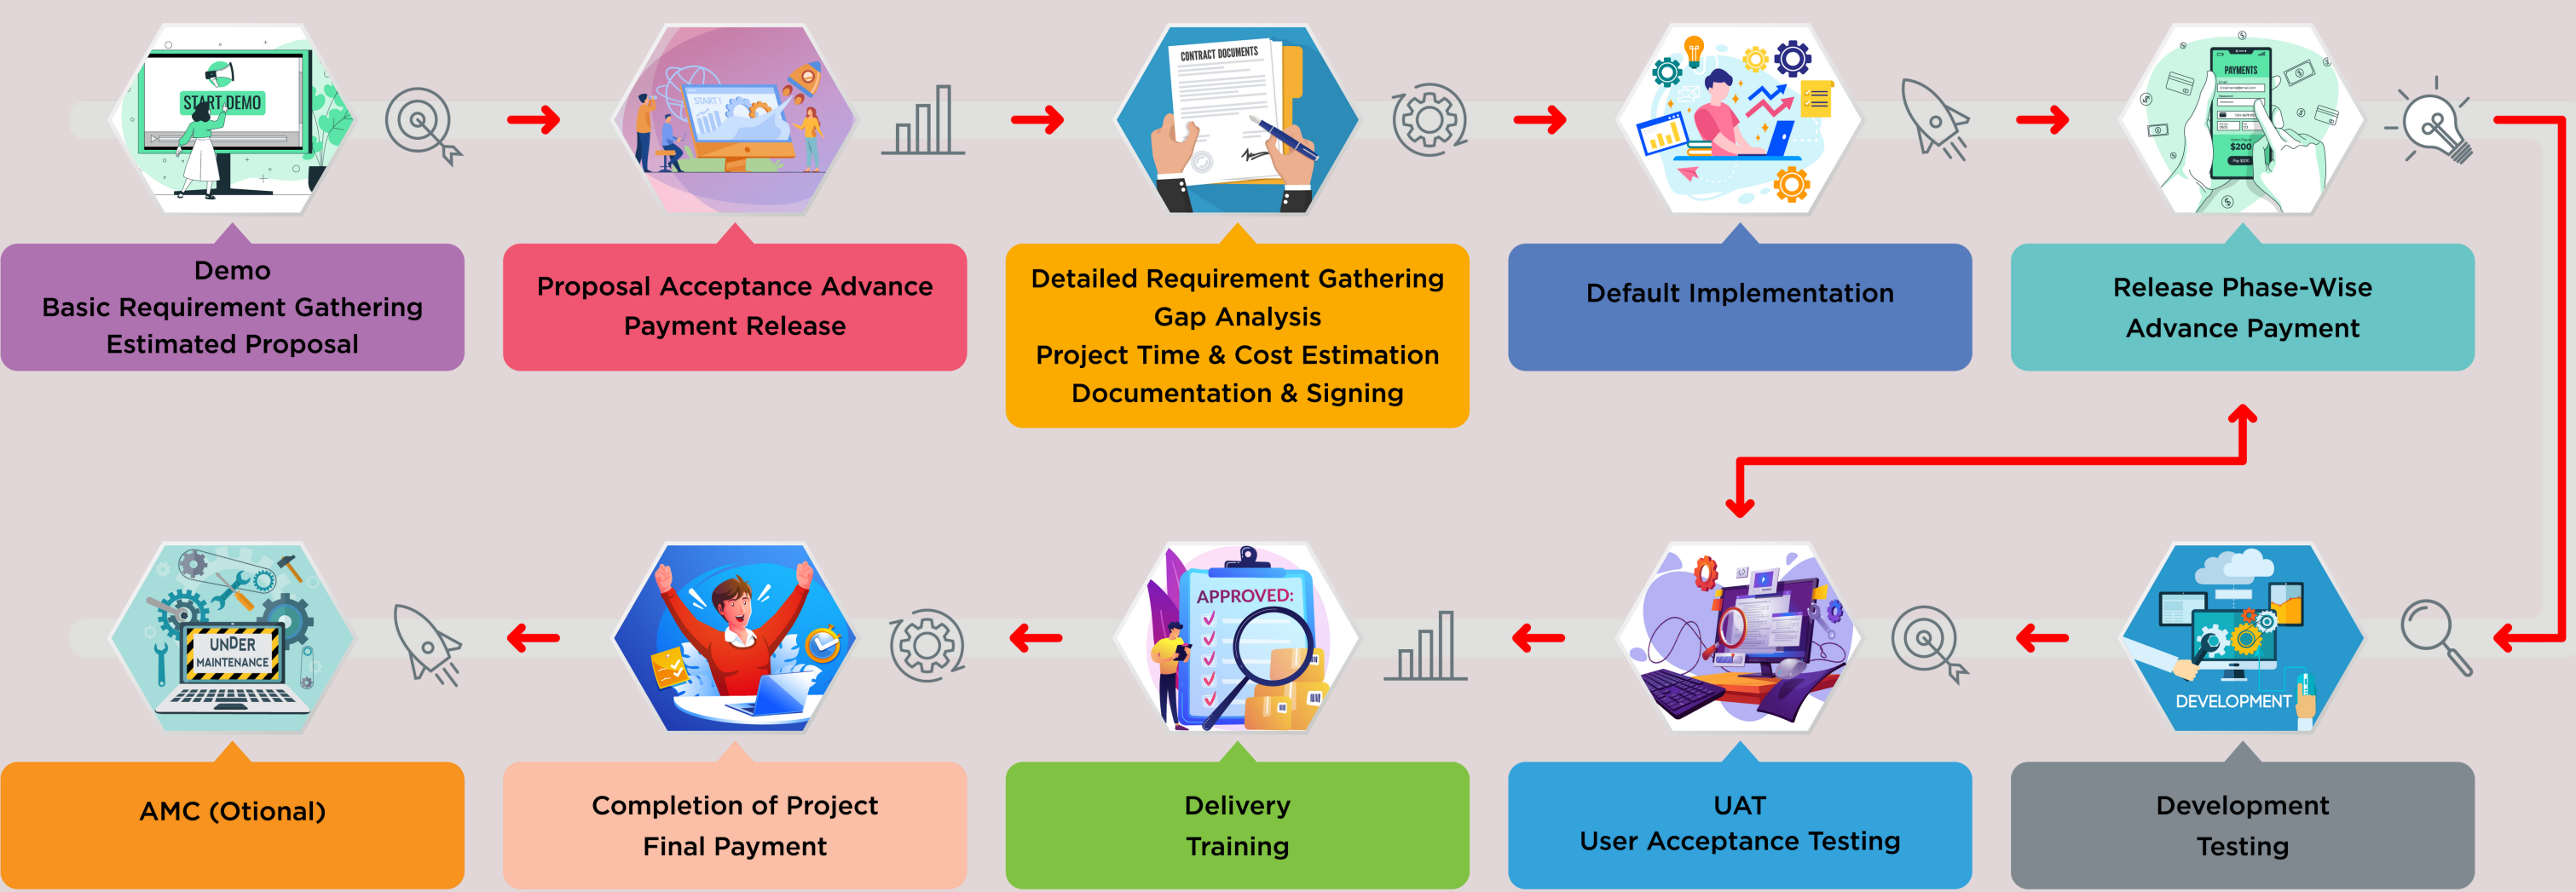 START DEMO
START !
CONTRACT DOCUMENTS
PAYMENTS
$200
Demo
Basic Requirement Gathering
Estimated Proposal
Proposal Acceptance Advance
Payment Release
Detailed Requirement Gathering
Gap Analysis
Project Time & Cost Estimation
Documentation & Signing
Default Implementation
Release Phase-Wise
Advance Payment
UNDER
MAINTENANCE
APPROVED:
DEVELOPMENT
AMC (Otional)
Completion of Project
Final Payment
Delivery
Training
UAT
User Acceptance Testing
Development
Testing